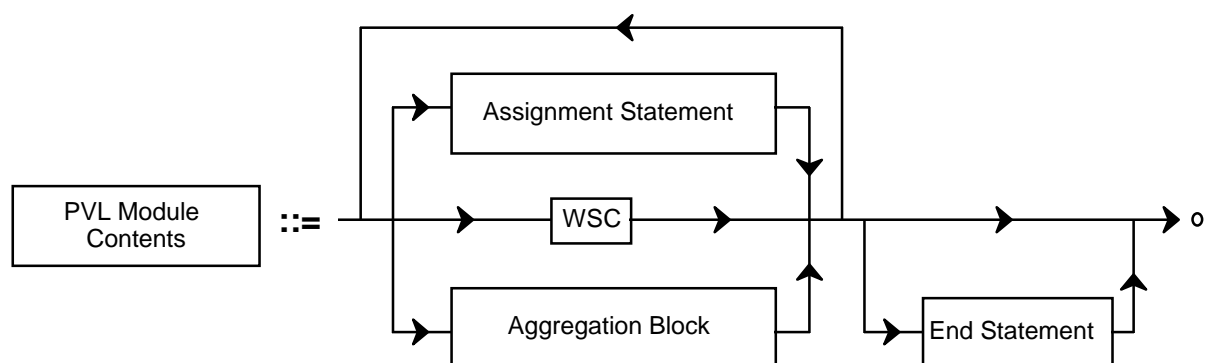 Assignment Statement
PVL Module
Contents
::=
WSC
Aggregation Block
End Statement